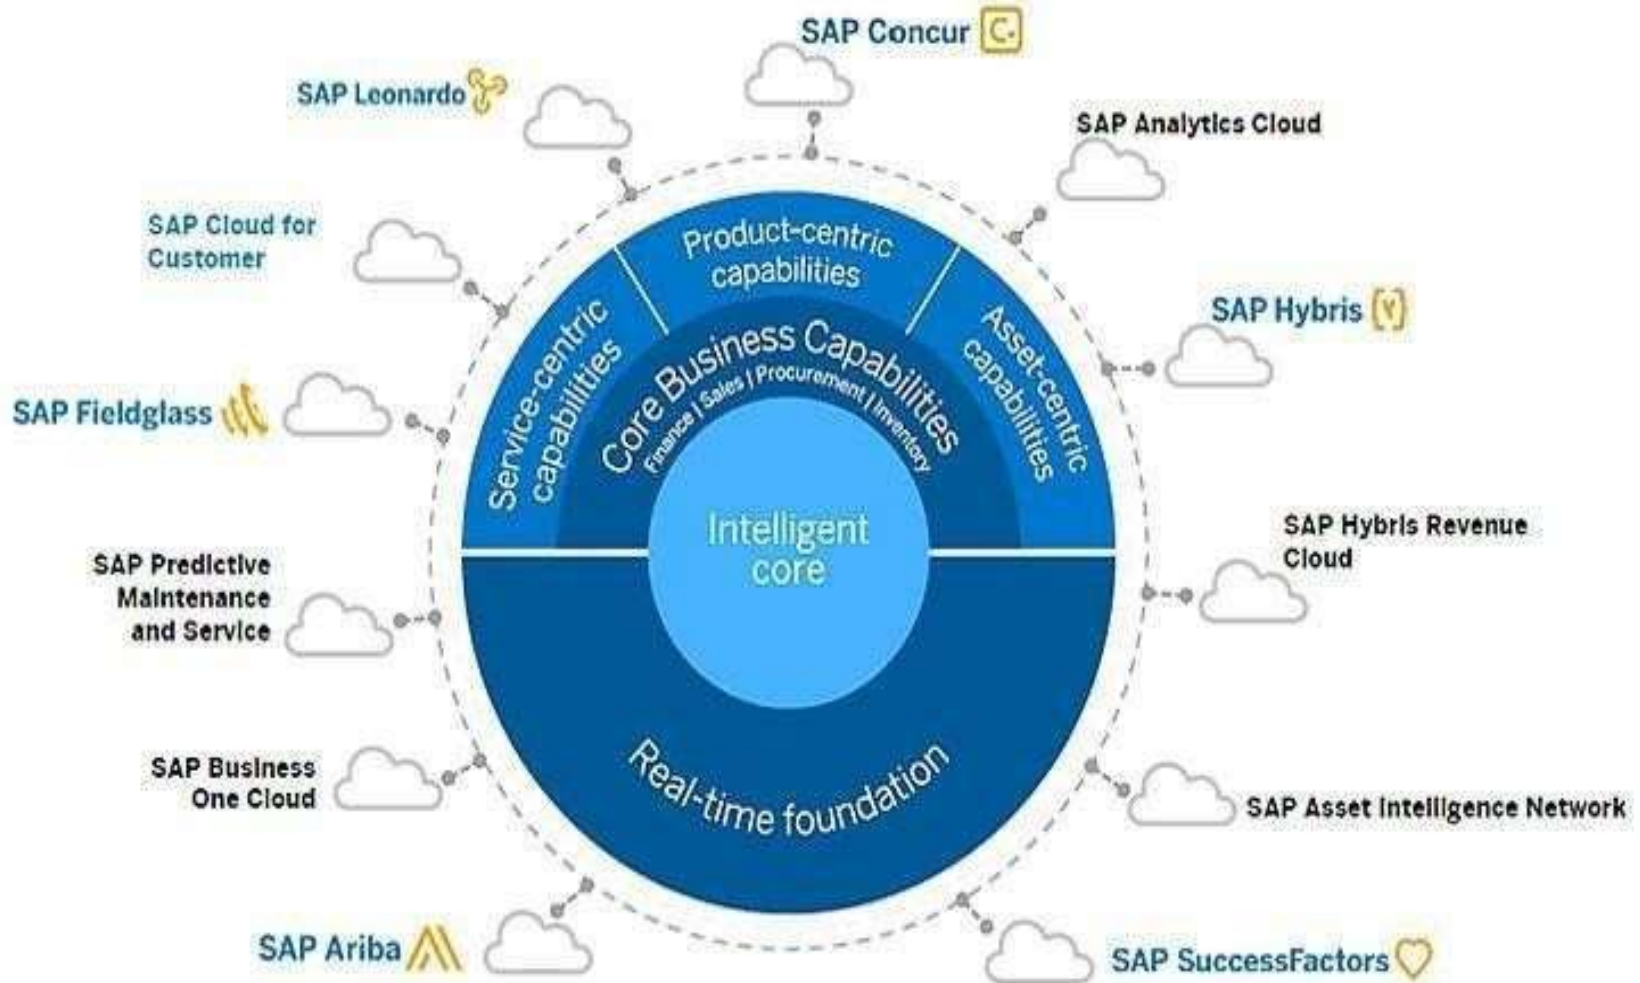 SAP Concur
SAP Leonardo
SAP Analytics Cloud
SAP Cloud for
Customer
Product-centric
capabilities
SAP Hybris
Service-centric
capabilities
Asset-centric
capabilities
Core Business Capabilities
Finance | Sales | Procurement | Inventory
SAP Fieldglass
Intelligent
core
SAP Hybris Revenue
Cloud
SAP Predictive
Maintenance
and Service
Real-time foundation
SAP Business
One Cloud
SAP Asset Intelligence Network
SAP Ariba
SAP SuccessFactors